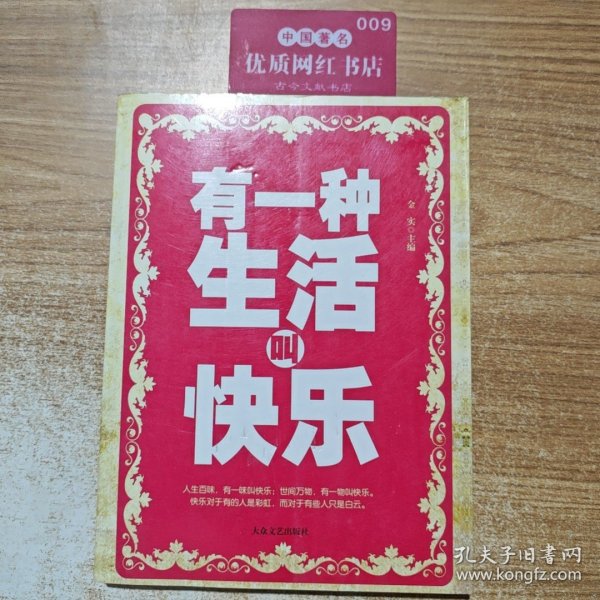 009
中国著名
优质网红书店
古今文献书店
有一种
生活
叫
快乐
金实 主编
人生百味，有一味叫快乐；世间万物，有一物叫快乐。
快乐对于有的人是彩虹，而对于有些人只是白云。
大众文艺出版社
孔夫子旧书网
www.kongfz.com